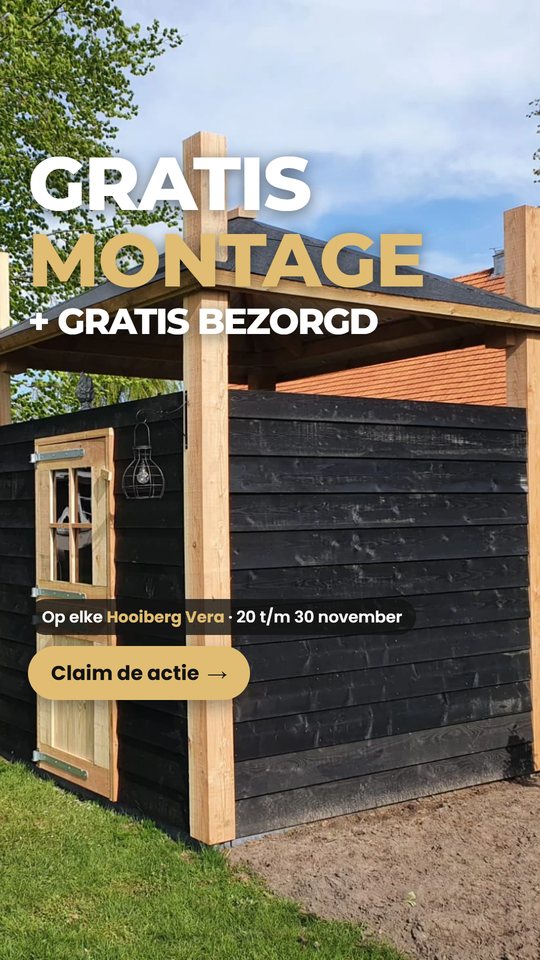 GRATIS
MONTAGE
+ GRATIS BEZORGD
Op elke Hooiberg Vera · 20 t/m 30 november
Claim de actie →